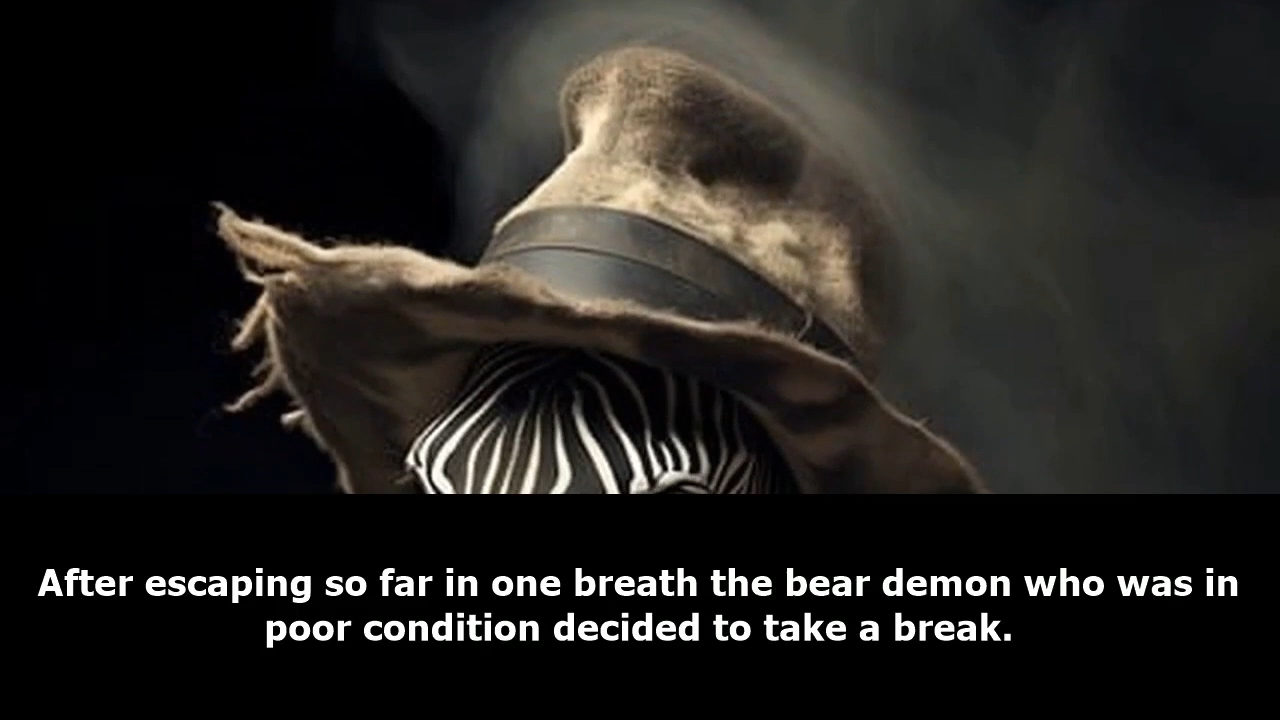 After escaping so far in one breath the bear demon who was in
poor condition decided to take a break.